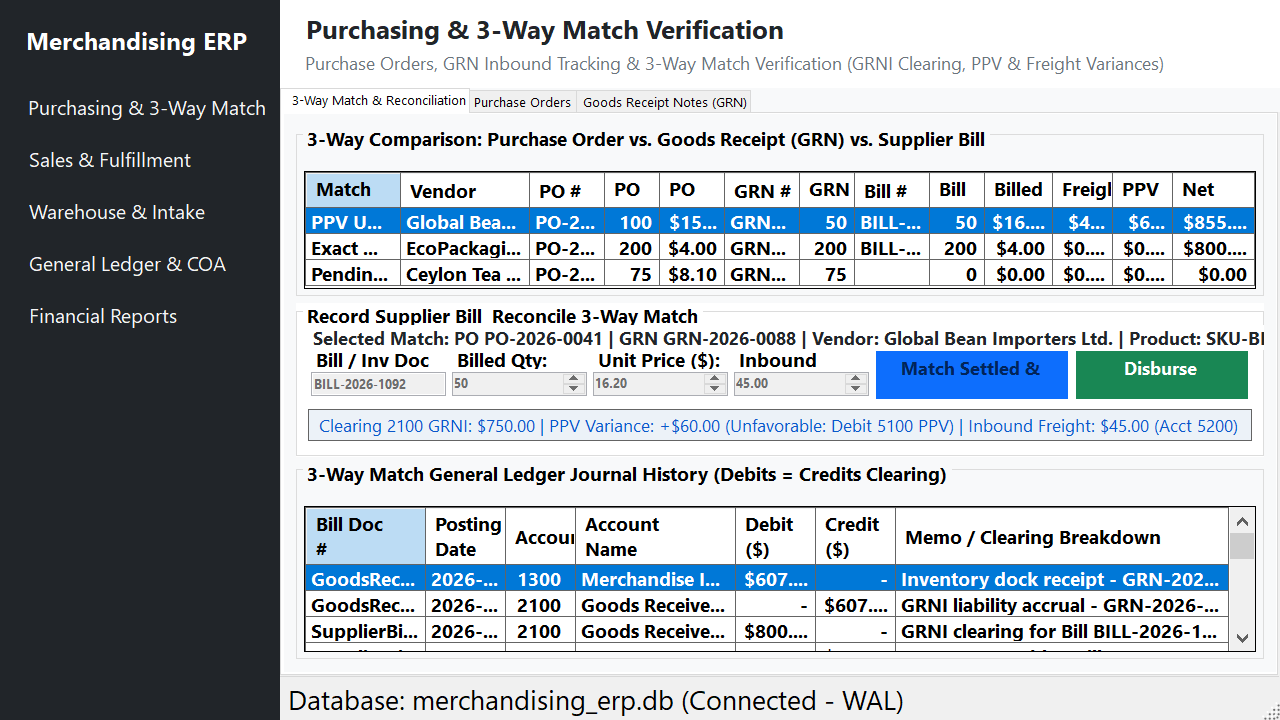 Merchandising ERP
Purchasing & 3-Way Match
Sales & Fulfillment
Warehouse & Intake
General Ledger & COA
Financial Reports
Purchasing & 3-Way Match Verification
Purchase Orders, GRN Inbound Tracking & 3-Way Match Verification (GRNI Clearing, PPV & Freight Variances)
3-Way Match & Reconciliation Purchase Orders Goods Receipt Notes (GRN)
3-Way Comparison: Purchase Order vs. Goods Receipt (GRN) vs. Supplier Bill
Match Vendor PO # PO PO GRN # GRN Bill # Bill Billed Freigl PPV Net
PPV U... Global Bea... PO-2... 100 $15... GRN... 50 BILL-... 50 $16.... $4... $6... $855....
Exact ... EcoPackagi... PO-2... 200 $4.00 GRN... 200 BILL-... 200 $4.00 $0.... $0.... $800....
Pendin... Ceylon Tea ... PO-2... 75 $8.10 GRN... 75 0 $0.00 $0.... $0.... $0.00
Record Supplier Bill  Reconcile 3-Way Match
Selected Match: PO PO-2026-0041 | GRN GRN-2026-0088 | Vendor: Global Bean Importers Ltd. | Product: SKU-BI
Bill / Inv Doc Billed Qty: Unit Price ($): Inbound
BILL-2026-1092 50 16.20 45.00 Match Settled & Disburse
Clearing 2100 GRNI: $750.00 | PPV Variance: +$60.00 (Unfavorable: Debit 5100 PPV) | Inbound Freight: $45.00 (Acct 5200)
3-Way Match General Ledger Journal History (Debits = Credits Clearing)
Bill Doc # Posting Date Accour Account Name Debit ($) Credit ($) Memo / Clearing Breakdown
GoodsRec... 2026-... 1300 Merchandise I... $607.... - Inventory dock receipt - GRN-202...
GoodsRec... 2026-... 2100 Goods Receive... - $607.... GRNI liability accrual - GRN-2026-...
SupplierBi... 2026-... 2100 Goods Receive... $800.... - GRNI clearing for Bill BILL-2026-1...
Database: merchandising_erp.db (Connected - WAL)